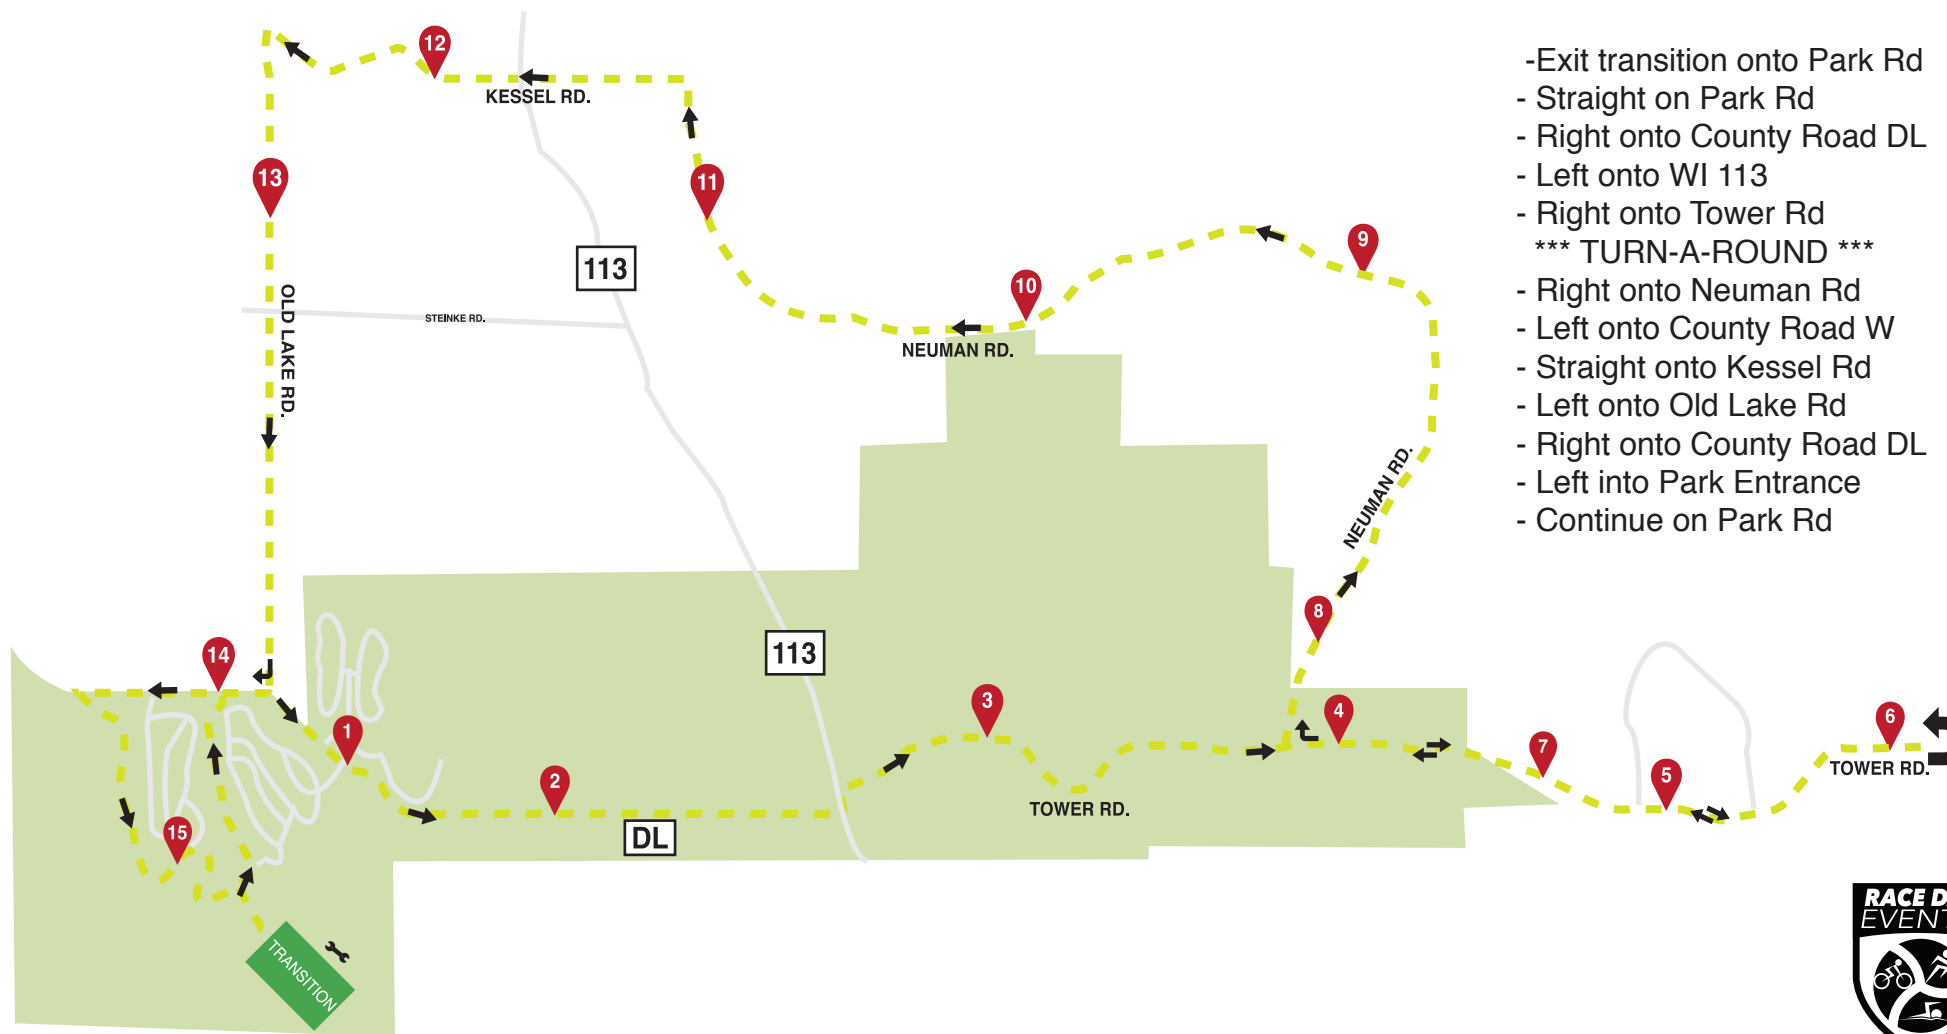 -Exit transition onto Park Rd
- Straight on Park Rd
- Right onto County Road DL
- Left onto WI 113
- Right onto Tower Rd
*** TURN-A-ROUND ***
- Right onto Neuman Rd
- Left onto County Road W
- Straight onto Kessel Rd
- Left onto Old Lake Rd
- Right onto County Road DL
- Left into Park Entrance
- Continue on Park Rd
12
KESSEL RD.
13
11
113
9
10
OLD LAKE RD.
STEINKE RD.
NEUMAN RD.
NEUMAN RD.
8
14
113
1
3
4
6
7
5
2
TOWER RD.
TOWER RD.
15
DL
TRANSITION
RACE D
EVENT